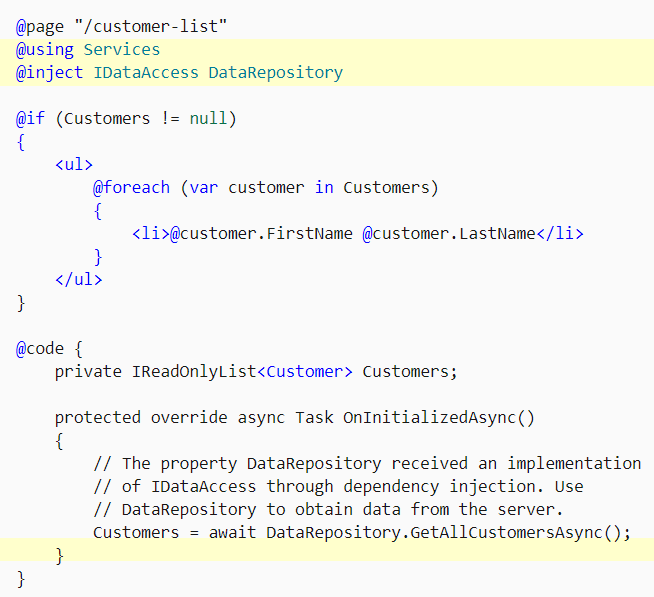 @page "/customer-list"
@using Services
@inject IDataAccess DataRepository

@if (Customers != null)
{
    <ul>
        @foreach (var customer in Customers)
        {
            <li>@customer.FirstName @customer.LastName</li>
        }
    </ul>
}

@code {
    private IReadOnlyList<Customer> Customers;

    protected override async Task OnInitializedAsync()
    {
        // The property DataRepository received an implementation
        // of IDataAccess through dependency injection. Use
        // DataRepository to obtain data from the server.
        Customers = await DataRepository.GetAllCustomersAsync();
    }
}